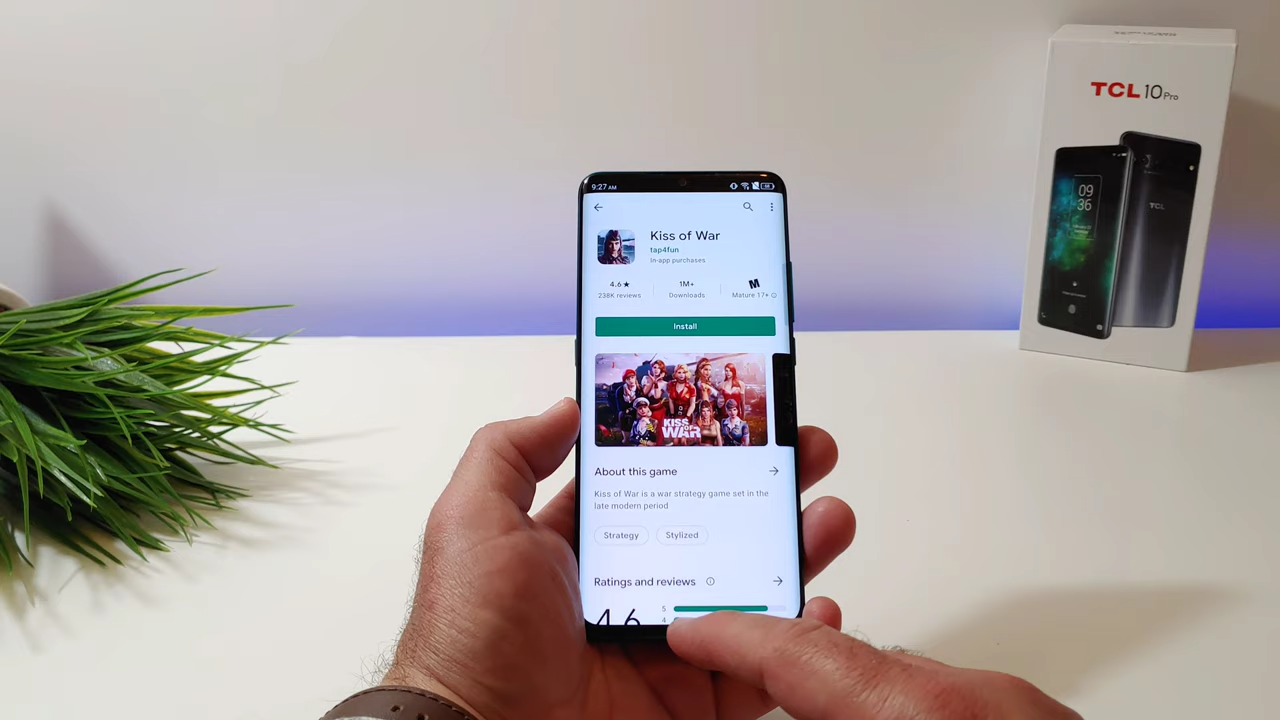 TCL 10 Pro
09
36
TCL
9:27 AM
Kiss of War
tap4fun
In-app purchases
4.6★
238K reviews
1M+
Downloads
M
Mature 17+
Install
KISS
OF
WAR
About this game
Kiss of War is a war strategy game set in the
late modern period
Strategy
Stylized
Ratings and reviews
4.6
5
4